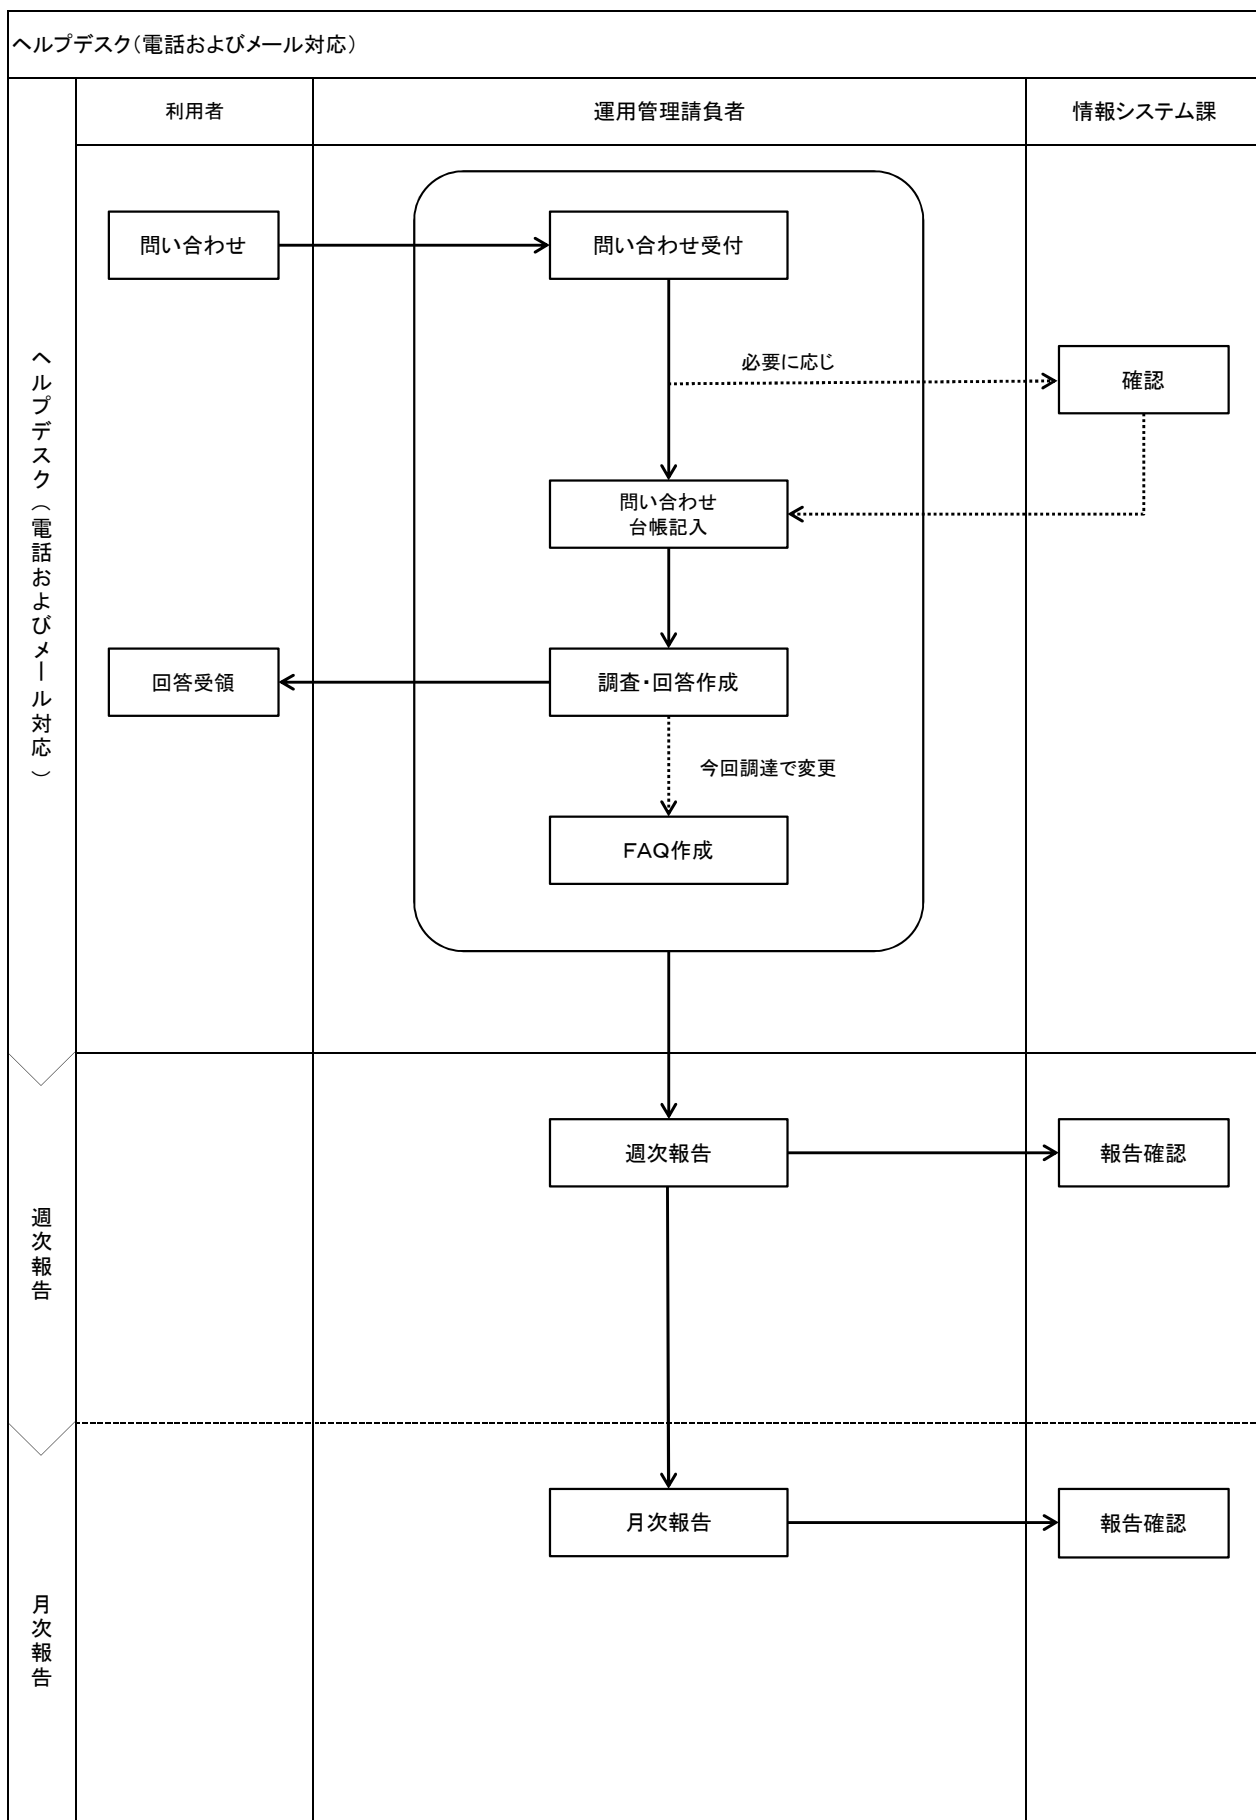 ヘルプデスク(電話およびメール対応)
利用者
運用管理請負者
情報システム課
ヘルプデスク(電話およびメール対応)
問い合わせ
問い合わせ受付
必要に応じ
確認
問い合わせ
台帳記入
回答受領
調査・回答作成
今回調達で変更
FAQ作成
週次報告
週次報告
報告確認
月次報告
月次報告
報告確認